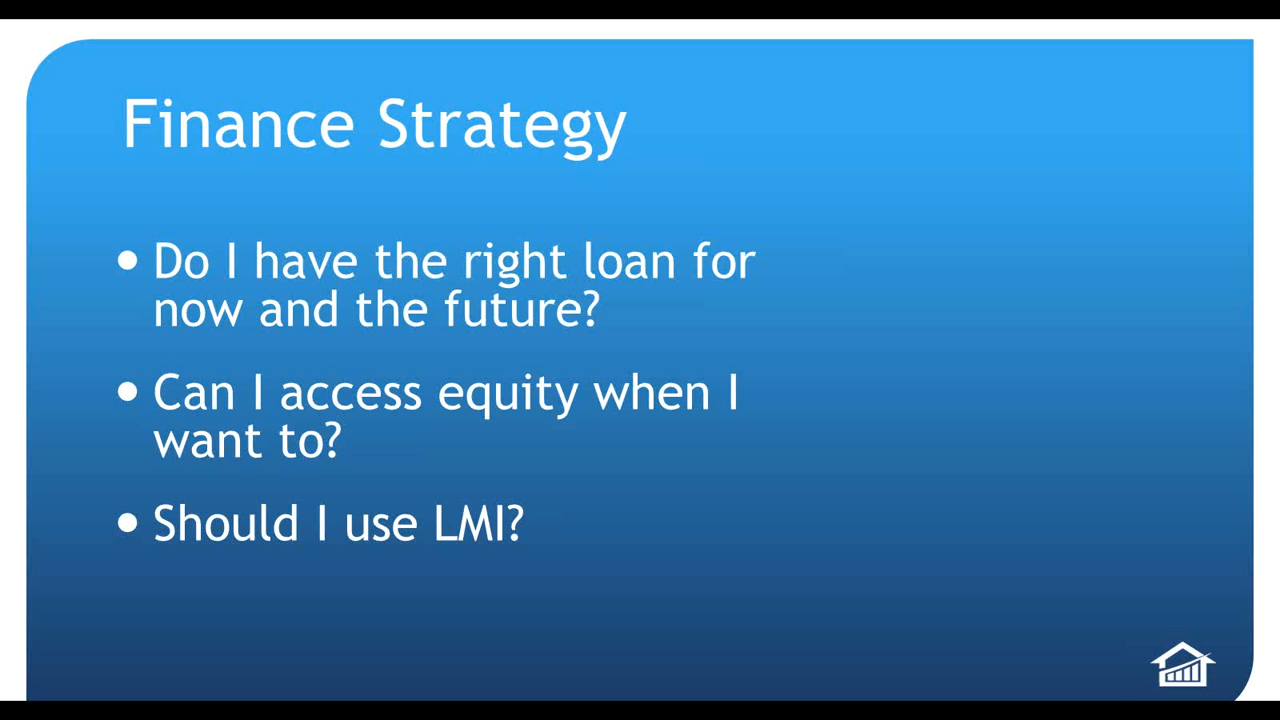 Finance Strategy
• Do I have the right loan for
now and the future?
• Can I access equity when I
want to?
• Should I use LMI?